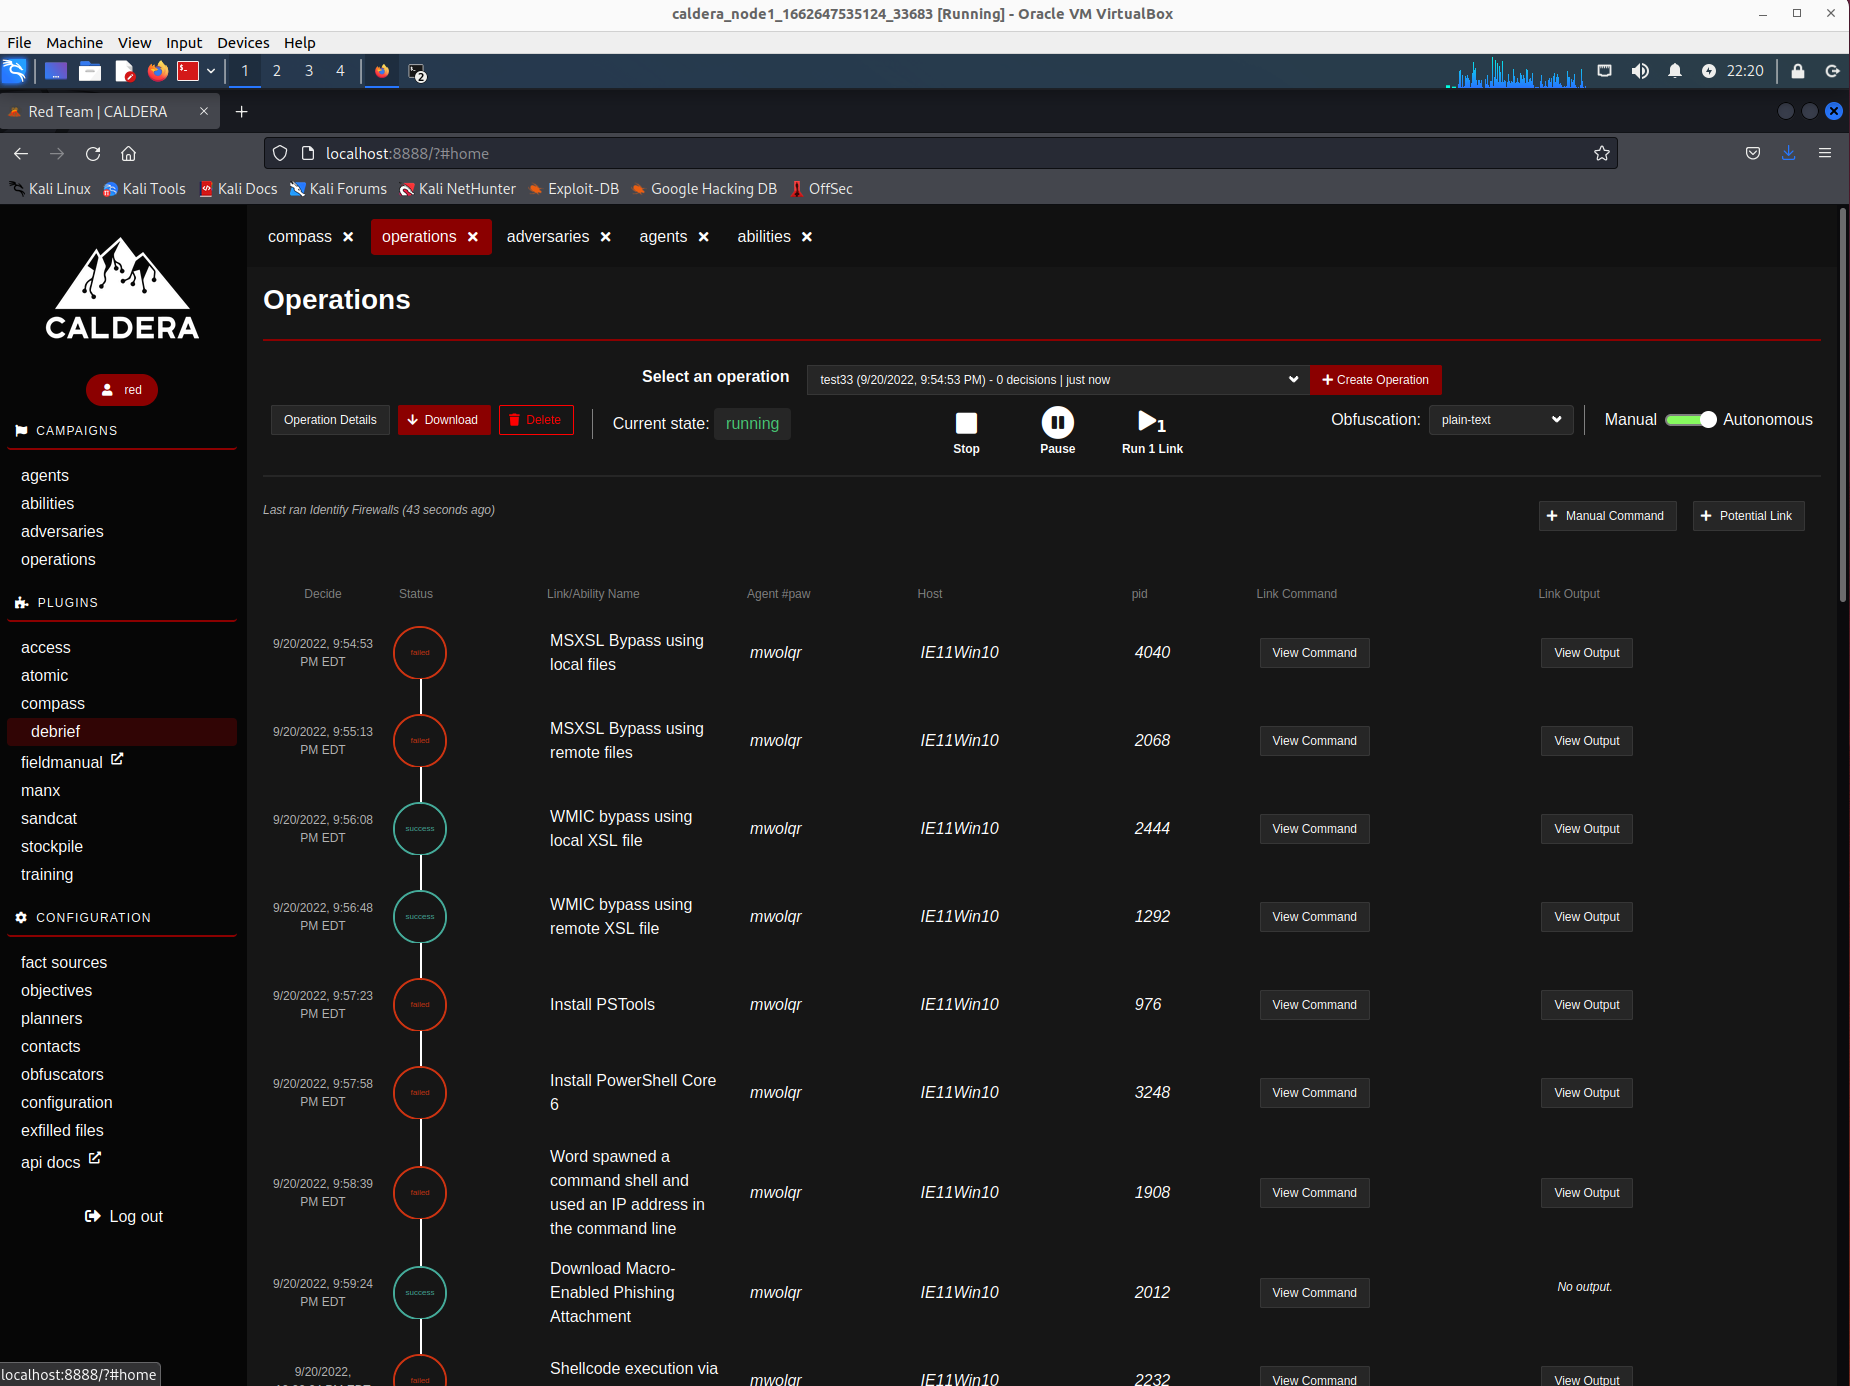 caldera_node1_1662647535124_33683 [Running] - Oracle VM VirtualBox
File Machine View Input Devices Help
1 2 3 4 2 22:20
Red Team | CALDERA
localhost:8888/?#home
Kali Linux Kali Tools Kali Docs Kali Forums Kali NetHunter Exploit-DB Google Hacking DB OffSec
CALDERA
red
CAMPAIGNS
agents
abilities
adversaries
operations
PLUGINS
access
atomic
compass
debrief
fieldmanual
manx
sandcat
stockpile
training
CONFIGURATION
fact sources
objectives
planners
contacts
obfuscators
configuration
exfilled files
api docs
Log out
localhost:8888/?#home
compass operations adversaries agents abilities
Operations
Select an operation test33 (9/20/2022, 9:54:53 PM) - 0 decisions | just now Create Operation
Operation Details Download Delete Current state: running Stop Pause 1 Run 1 Link Obfuscation: plain-text Manual Autonomous
Last ran Identify Firewalls (43 seconds ago) Manual Command Potential Link
Decide Status Link/Ability Name Agent #paw Host pid Link Command Link Output
9/20/2022, 9:54:53 PM EDT failed MSXSL Bypass using local files mwolqr IE11Win10 4040 View Command View Output
9/20/2022, 9:55:13 PM EDT failed MSXSL Bypass using remote files mwolqr IE11Win10 2068 View Command View Output
9/20/2022, 9:56:08 PM EDT success WMIC bypass using local XSL file mwolqr IE11Win10 2444 View Command View Output
9/20/2022, 9:56:48 PM EDT success WMIC bypass using remote XSL file mwolqr IE11Win10 1292 View Command View Output
9/20/2022, 9:57:23 PM EDT failed Install PSTools mwolqr IE11Win10 976 View Command View Output
9/20/2022, 9:57:58 PM EDT failed Install PowerShell Core 6 mwolqr IE11Win10 3248 View Command View Output
9/20/2022, 9:58:39 PM EDT failed Word spawned a command shell and used an IP address in the command line mwolqr IE11Win10 1908 View Command View Output
9/20/2022, 9:59:24 PM EDT success Download Macro-Enabled Phishing Attachment mwolqr IE11Win10 2012 View Command No output.
9/20/2022, failed Shellcode execution via mwolqr IE11Win10 2232 View Command View Output